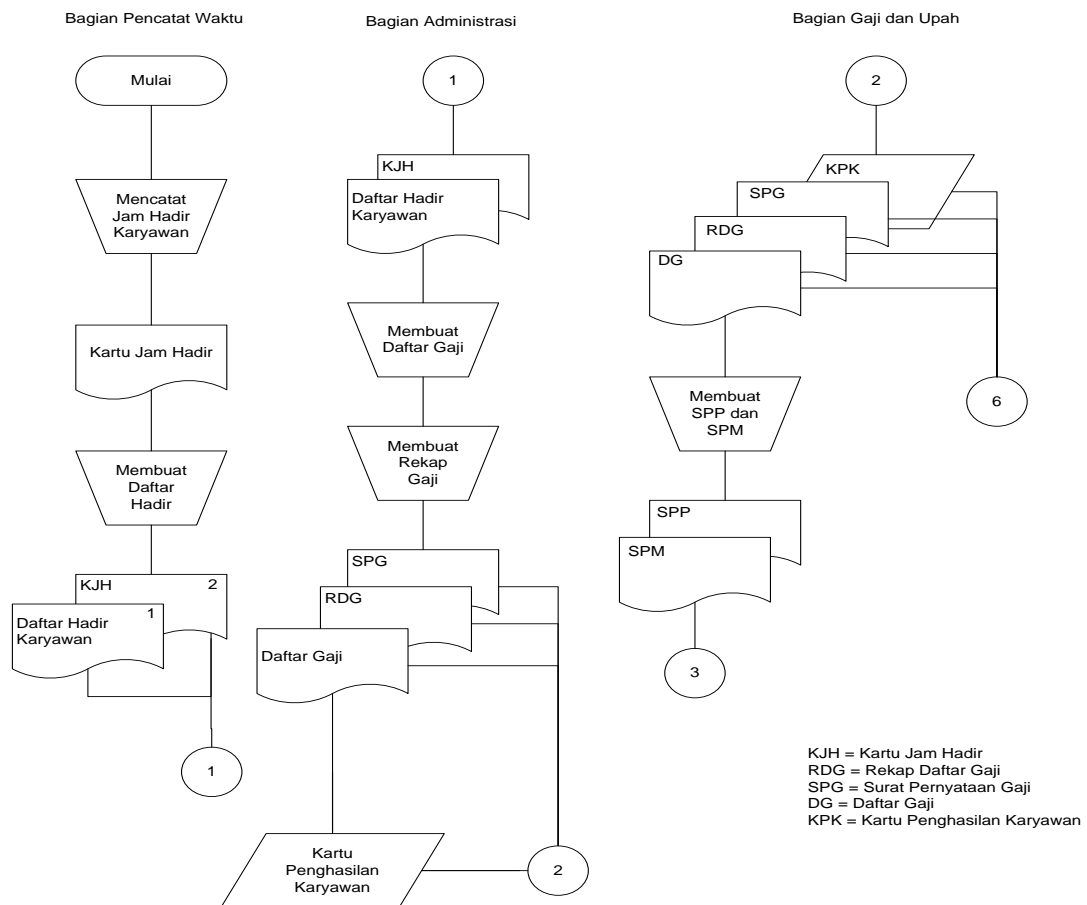 Bagian Pencatat Waktu
Mulai
Mencatat
Jam Hadir
Karyawan
Kartu Jam Hadir
Membuat
Daftar
Hadir
KJH
2
1
Daftar Hadir
Karyawan
1
Bagian Administrasi
1
KJH
Daftar Hadir
Karyawan
Membuat
Daftar Gaji
Membuat
Rekap
Gaji
SPG
RDG
Daftar Gaji
Kartu
Penghasilan
Karyawan
2
Bagian Gaji dan Upah
2
KPK
SPG
RDG
DG
6
Membuat
SPP dan
SPM
SPP
SPM
3
KJH = Kartu Jam Hadir
RDG = Rekap Daftar Gaji
SPG = Surat Pernyataan Gaji
DG = Daftar Gaji
KPK = Kartu Penghasilan Karyawan